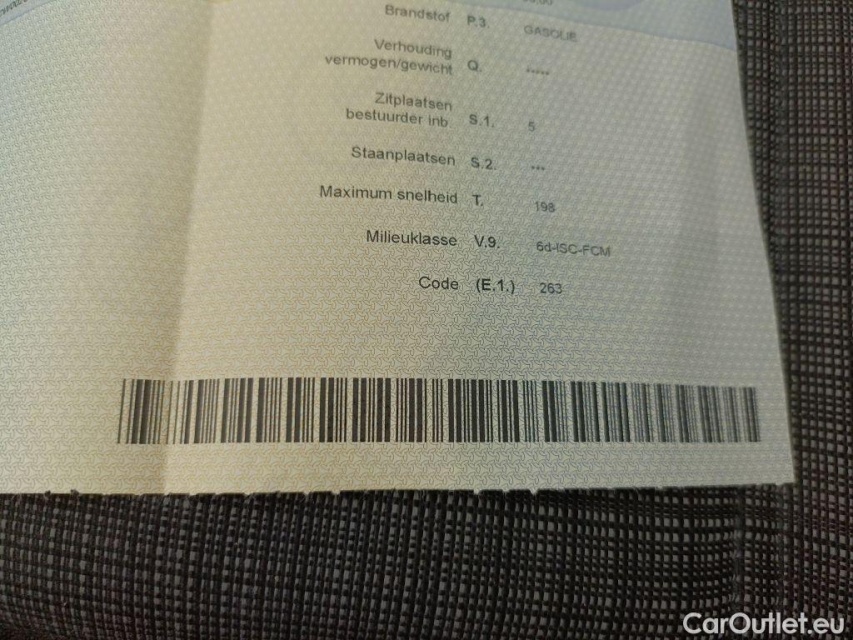 Brandstof P.3. GASOLIE
Verhouding
vermogen/gewicht Q. -----
Zitplaatsen
bestuurder inb S.1. 5
Staanplaatsen S.2. ---
Maximum snelheid T. 198
Milieuklasse V.9. 6d-ISC-FCM
Code (E.1.) 263
CarOutlet.eu